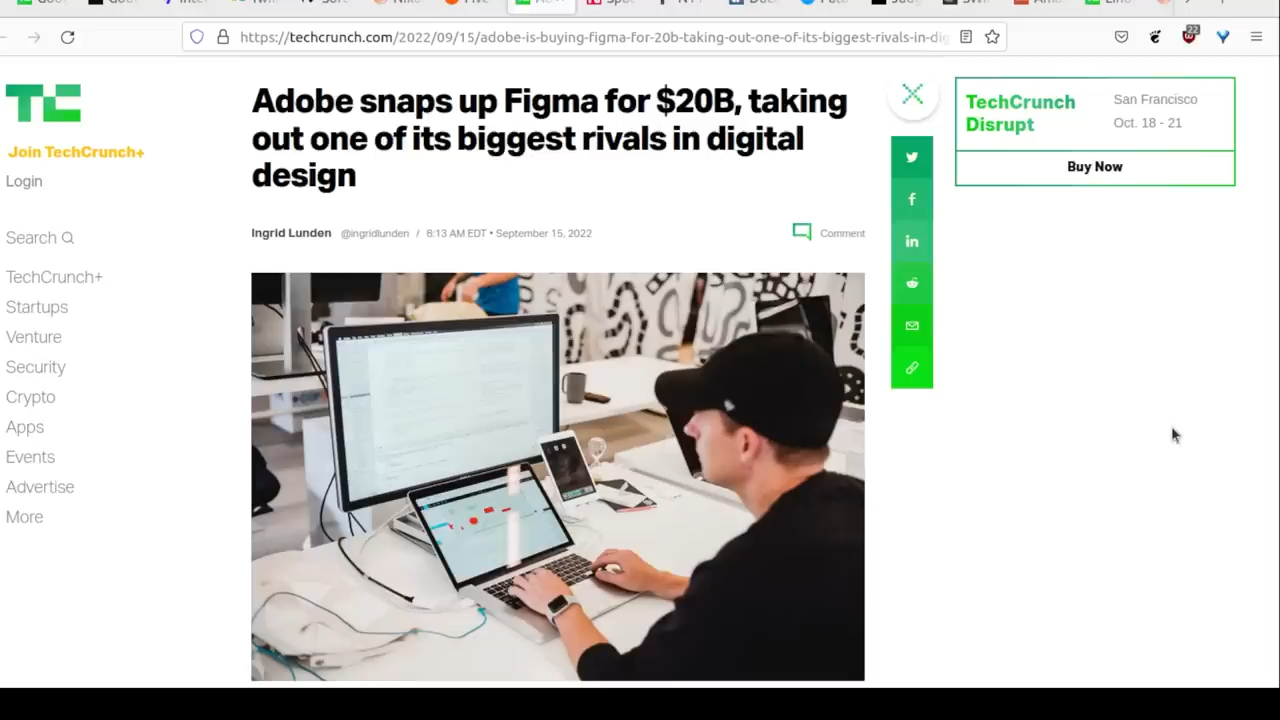 https://techcrunch.com/2022/09/15/adobe-is-buying-figma-for-20b-taking-out-one-of-its-biggest-rivals-in-di
22
TC
Join TechCrunch+
Login
Search
TechCrunch+
Startups
Venture
Security
Crypto
Apps
Events
Advertise
More
Adobe snaps up Figma for $20B, taking
out one of its biggest rivals in digital
design
Ingrid Lunden @ingridlunden / 8:13 AM EDT • September 15, 2022
Comment
TechCrunch
Disrupt
San Francisco
Oct. 18 - 21
Buy Now